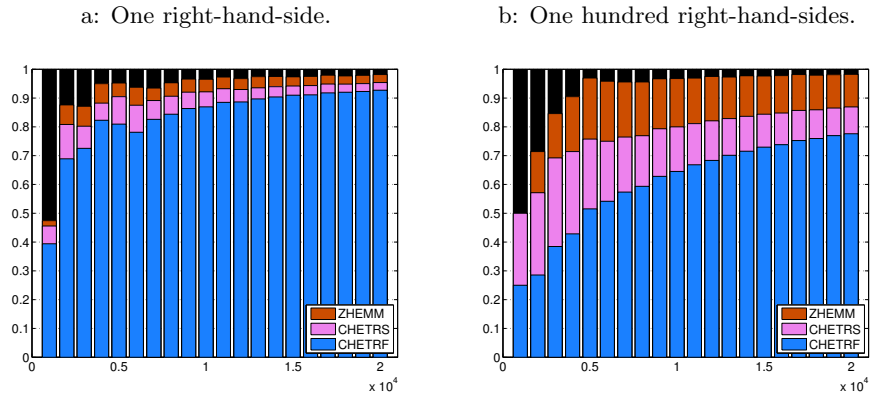 a: One right-hand-side.
1
0.9
0.8
0.7
0.6
0.5
0.4
0.3
0.2
0.1
0
ZHEMM
CHETRS
CHETRF
0 0.5 1 1.5 2
x 10^4
b: One hundred right-hand-sides.
1
0.9
0.8
0.7
0.6
0.5
0.4
0.3
0.2
0.1
0
ZHEMM
CHETRS
CHETRF
0 0.5 1 1.5 2
x 10^4